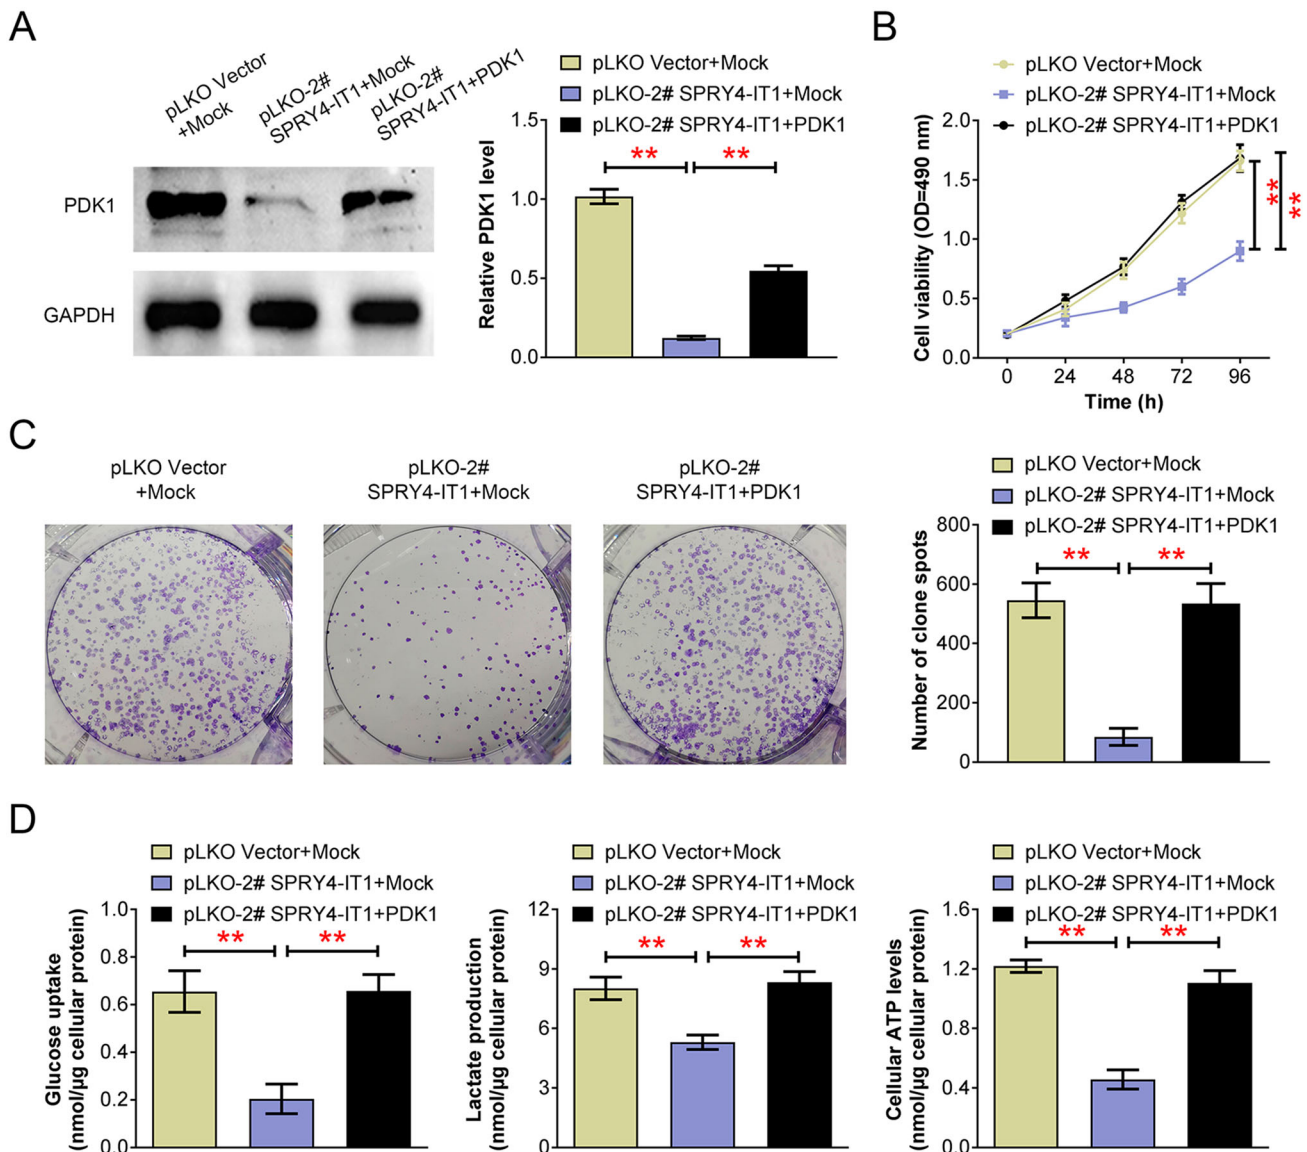 A
pLKO Vector
+Mock
pLKO-2#
SPRY4-IT1+Mock
pLKO-2#
SPRY4-IT1+PDK1
PDK1
GAPDH
pLKO Vector+Mock
pLKO-2# SPRY4-IT1+Mock
pLKO-2# SPRY4-IT1+PDK1
Relative PDK1 level
1.5
1.0
0.5
0.0
** **
B
pLKO Vector+Mock
pLKO-2# SPRY4-IT1+Mock
pLKO-2# SPRY4-IT1+PDK1
Cell viability (OD=490 nm)
2.0
1.5
1.0
0.5
0.0
0 24 48 72 96
Time (h)
** **
C
pLKO Vector
+Mock
pLKO-2#
SPRY4-IT1+Mock
pLKO-2#
SPRY4-IT1+PDK1
pLKO Vector+Mock
pLKO-2# SPRY4-IT1+Mock
pLKO-2# SPRY4-IT1+PDK1
Number of clone spots
800
600
400
200
0
** **
D
pLKO Vector+Mock
pLKO-2# SPRY4-IT1+Mock
pLKO-2# SPRY4-IT1+PDK1
Glucose uptake
(nmol/μg cellular protein)
1.0
0.8
0.6
0.4
0.2
0.0
** **
pLKO Vector+Mock
pLKO-2# SPRY4-IT1+Mock
pLKO-2# SPRY4-IT1+PDK1
Lactate production
(nmol/μg cellular protein)
12
9
6
3
0
** **
pLKO Vector+Mock
pLKO-2# SPRY4-IT1+Mock
pLKO-2# SPRY4-IT1+PDK1
Cellular ATP levels
(nmol/μg cellular protein)
1.6
1.2
0.8
0.4
0.0
** **